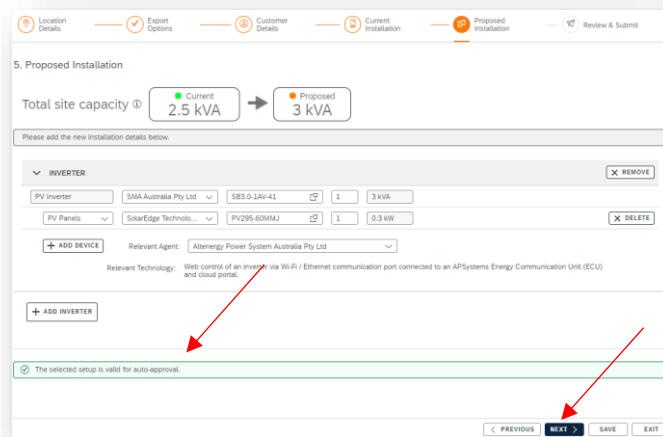 Location Details
Export Options
Customer Details
Current Installation
Proposed Installation
Review & Submit
5. Proposed Installation
Total site capacity
Current
2.5 kVA
Proposed
3 kVA
Please add the new installation details below.
INVERTER
REMOVE
PV Inverter SMA Australia Pty Ltd SB3.0-1AV-41 1 3 kVA
PV Panels SolarEdge Technolo... PV295-60MMJ 1 0.3 kW DELETE
+ ADD DEVICE Relevant Agent: Altenergy Power System Australia Pty Ltd
Relevant Technology: Web control of an inverter via Wi-Fi / Ethernet communication port connected to an APSystems Energy Communication Unit (ECU)
and cloud portal.
+ ADD INVERTER
The selected setup is valid for auto-approval.
< PREVIOUS NEXT > SAVE EXIT